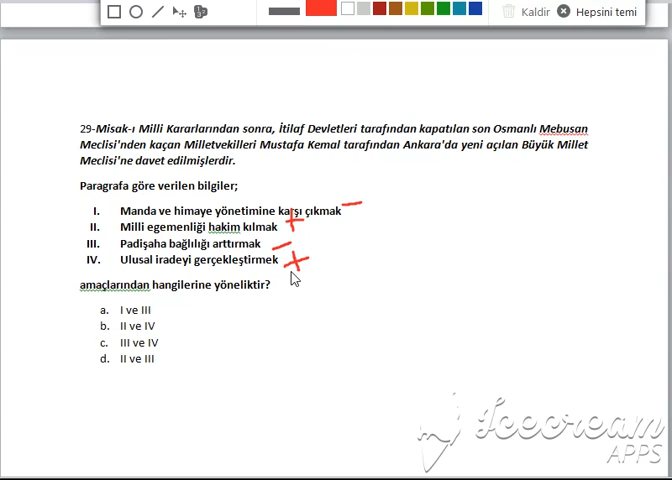 Kaldir
Hepsini temi
29-Misak-ı Milli Kararlarından sonra, İtilaf Devletleri tarafından kapatılan son Osmanlı Mebusan
Meclisi'nden kaçan Milletvekilleri Mustafa Kemal tarafından Ankara'da yeni açılan Büyük Millet
Meclisi'ne davet edilmişlerdir.
Paragrafa göre verilen bilgiler;
I. Manda ve himaye yönetimine karşı çıkmak
II. Milli egemenliği hakim kılmak
III. Padişaha bağlılığı arttırmak
IV. Ulusal iradeyi gerçekleştirmek
amaçlarından hangilerine yöneliktir?
a. I ve III
b. II ve IV
c. III ve IV
d. II ve III
Icecream
APPS